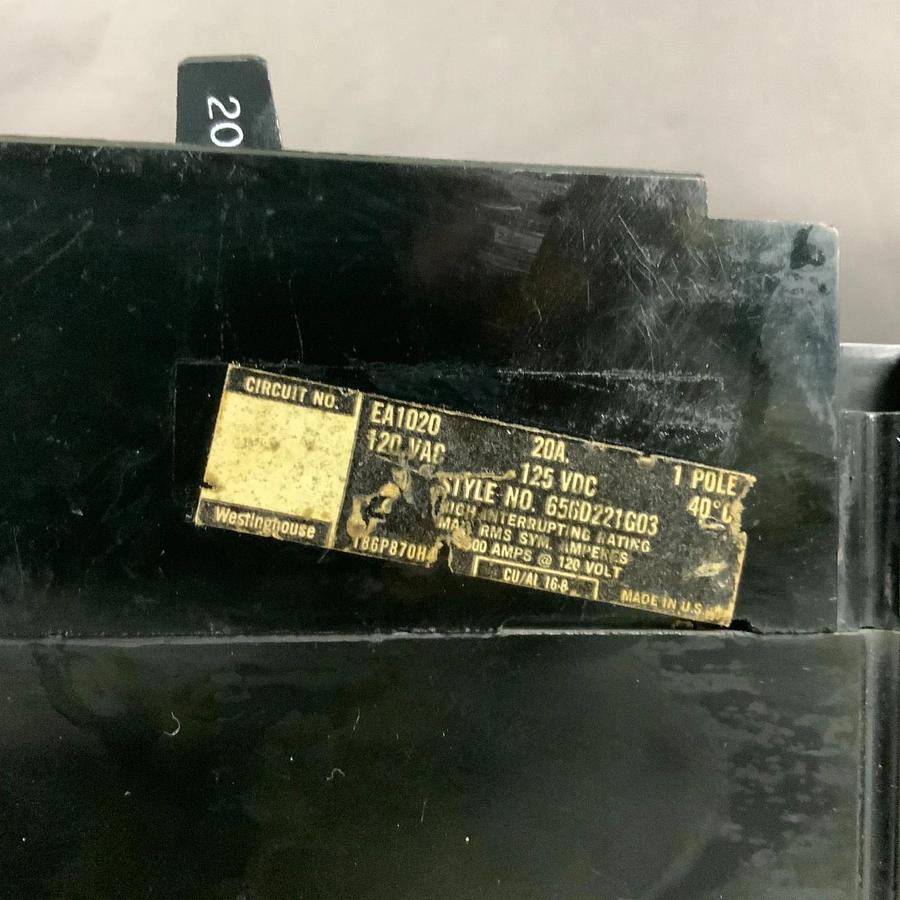 20
CIRCUIT NO.
Westinghouse
EA1020 20A 1 POLE
120 VAC 125 VDC 40°C
STYLE NO. 656D221G03
HIGH INTERRUPTING RATING
MAX RMS SYM. AMPERES
AMPS @ 120 VOLT
186P870H
CU/AL 16-8
MADE IN U.S.